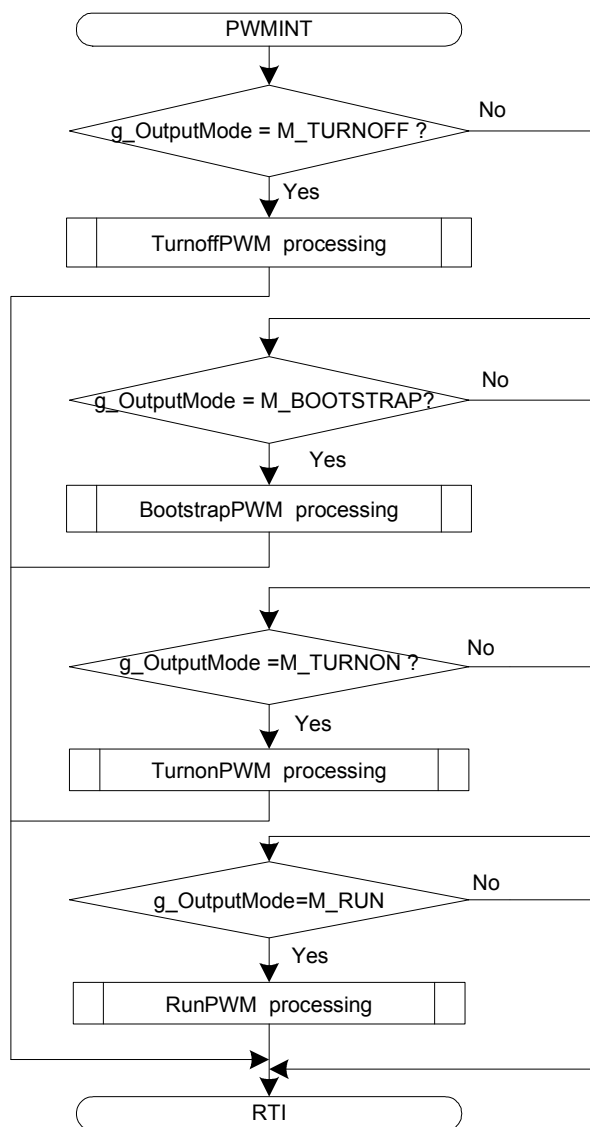 PWMINT
g_OutputMode = M_TURNOFF ?
No
Yes
TurnoffPWM processing
g_OutputMode = M_BOOTSTRAP?
No
Yes
BootstrapPWM processing
g_OutputMode =M_TURNON ?
No
Yes
TurnonPWM processing
g_OutputMode=M_RUN
No
Yes
RunPWM processing
RTI